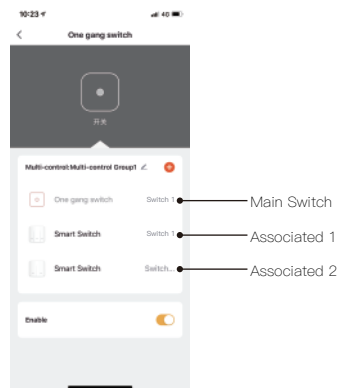 10:23 4G
One gang switch
开关
Multi-control:Multi-control Group1
One gang switch Switch 1 Main Switch
Smart Switch Switch 1 Associated 1
Smart Switch Switch... Associated 2
Enable